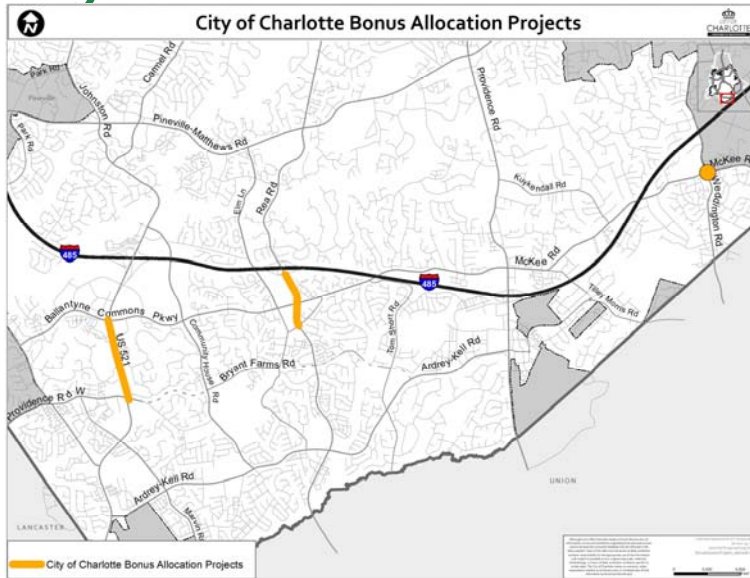 City of Charlotte Bonus Allocation Projects
N
CHARLOTTE
Park Rd
Pineville
Park Rd
Johnston Rd
Carmel Rd
Pineville-Matthews Rd
Elm Ln
Rea Rd
Providence Rd
Kuykendall Rd
McKee Rd
McKee R
Weddington Rd
485
485
Tilley Morris Rd
Tom Short Rd
Ballantyne Commons Pkwy
US 521
Community House Rd
Bryant Farms Rd
Ardrey-Kell Rd
Providence Rd W
Ardrey-Kell Rd
Marvin Rd
LANCASTER
UNION
City of Charlotte Bonus Allocation Projects